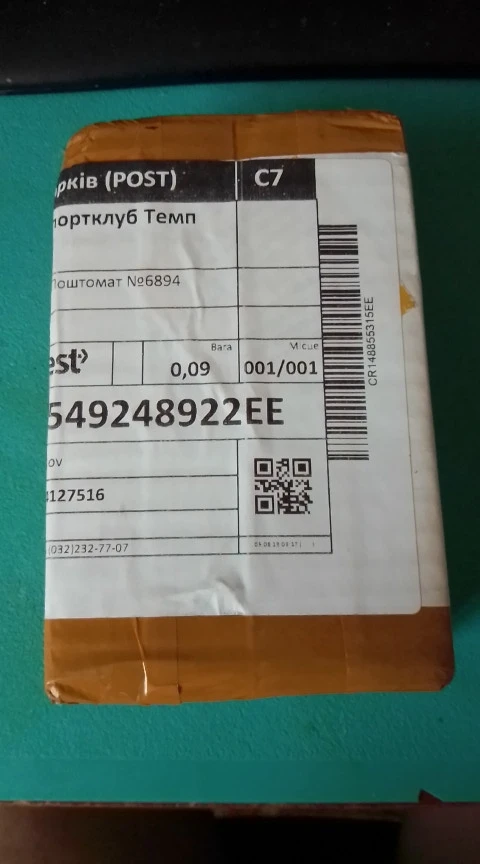 рків (POST) C7
портклуб Темп
Поштомат №6894
Вага Місце
est 0,09 001/001
549248922EE
ov
4127516
(032)232-77-07
CR148855315EE